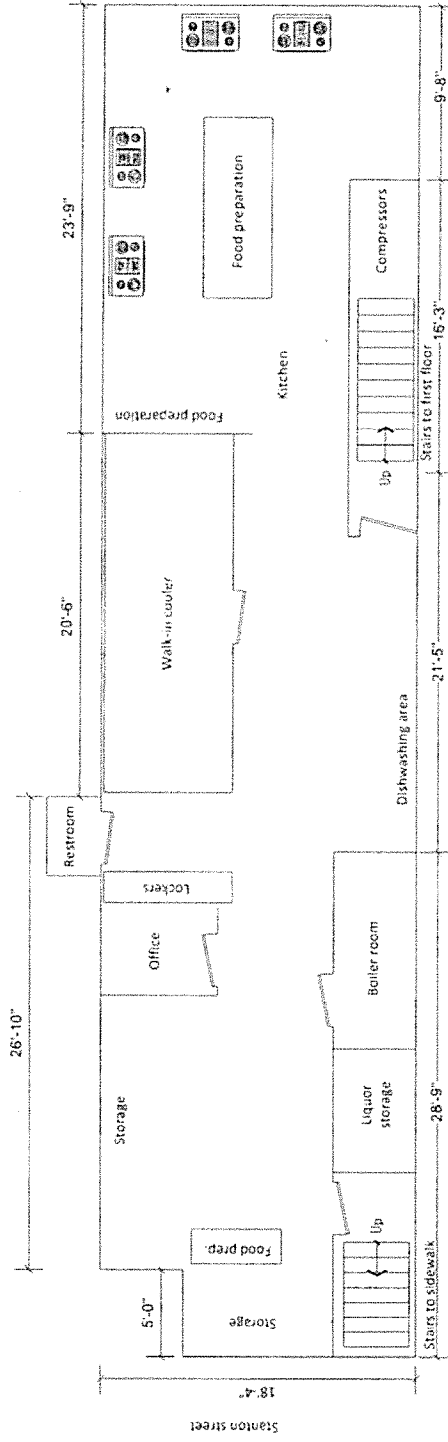 26'-10"
20'-6"
23'-9"
5'-0"
Restroom
Storage
Office
Lockers
Walk-in cooler
Food preparation
Food preparation
Kitchen
Stanton street
18'-4"
Storage
Food prep.
Liquor
storage
Boiler room
Dishwashing area
Compressors
Up
Up
Stairs to sidewalk
Stairs to first floor
28'-9"
21'-5"
16'-3"
9'-8"